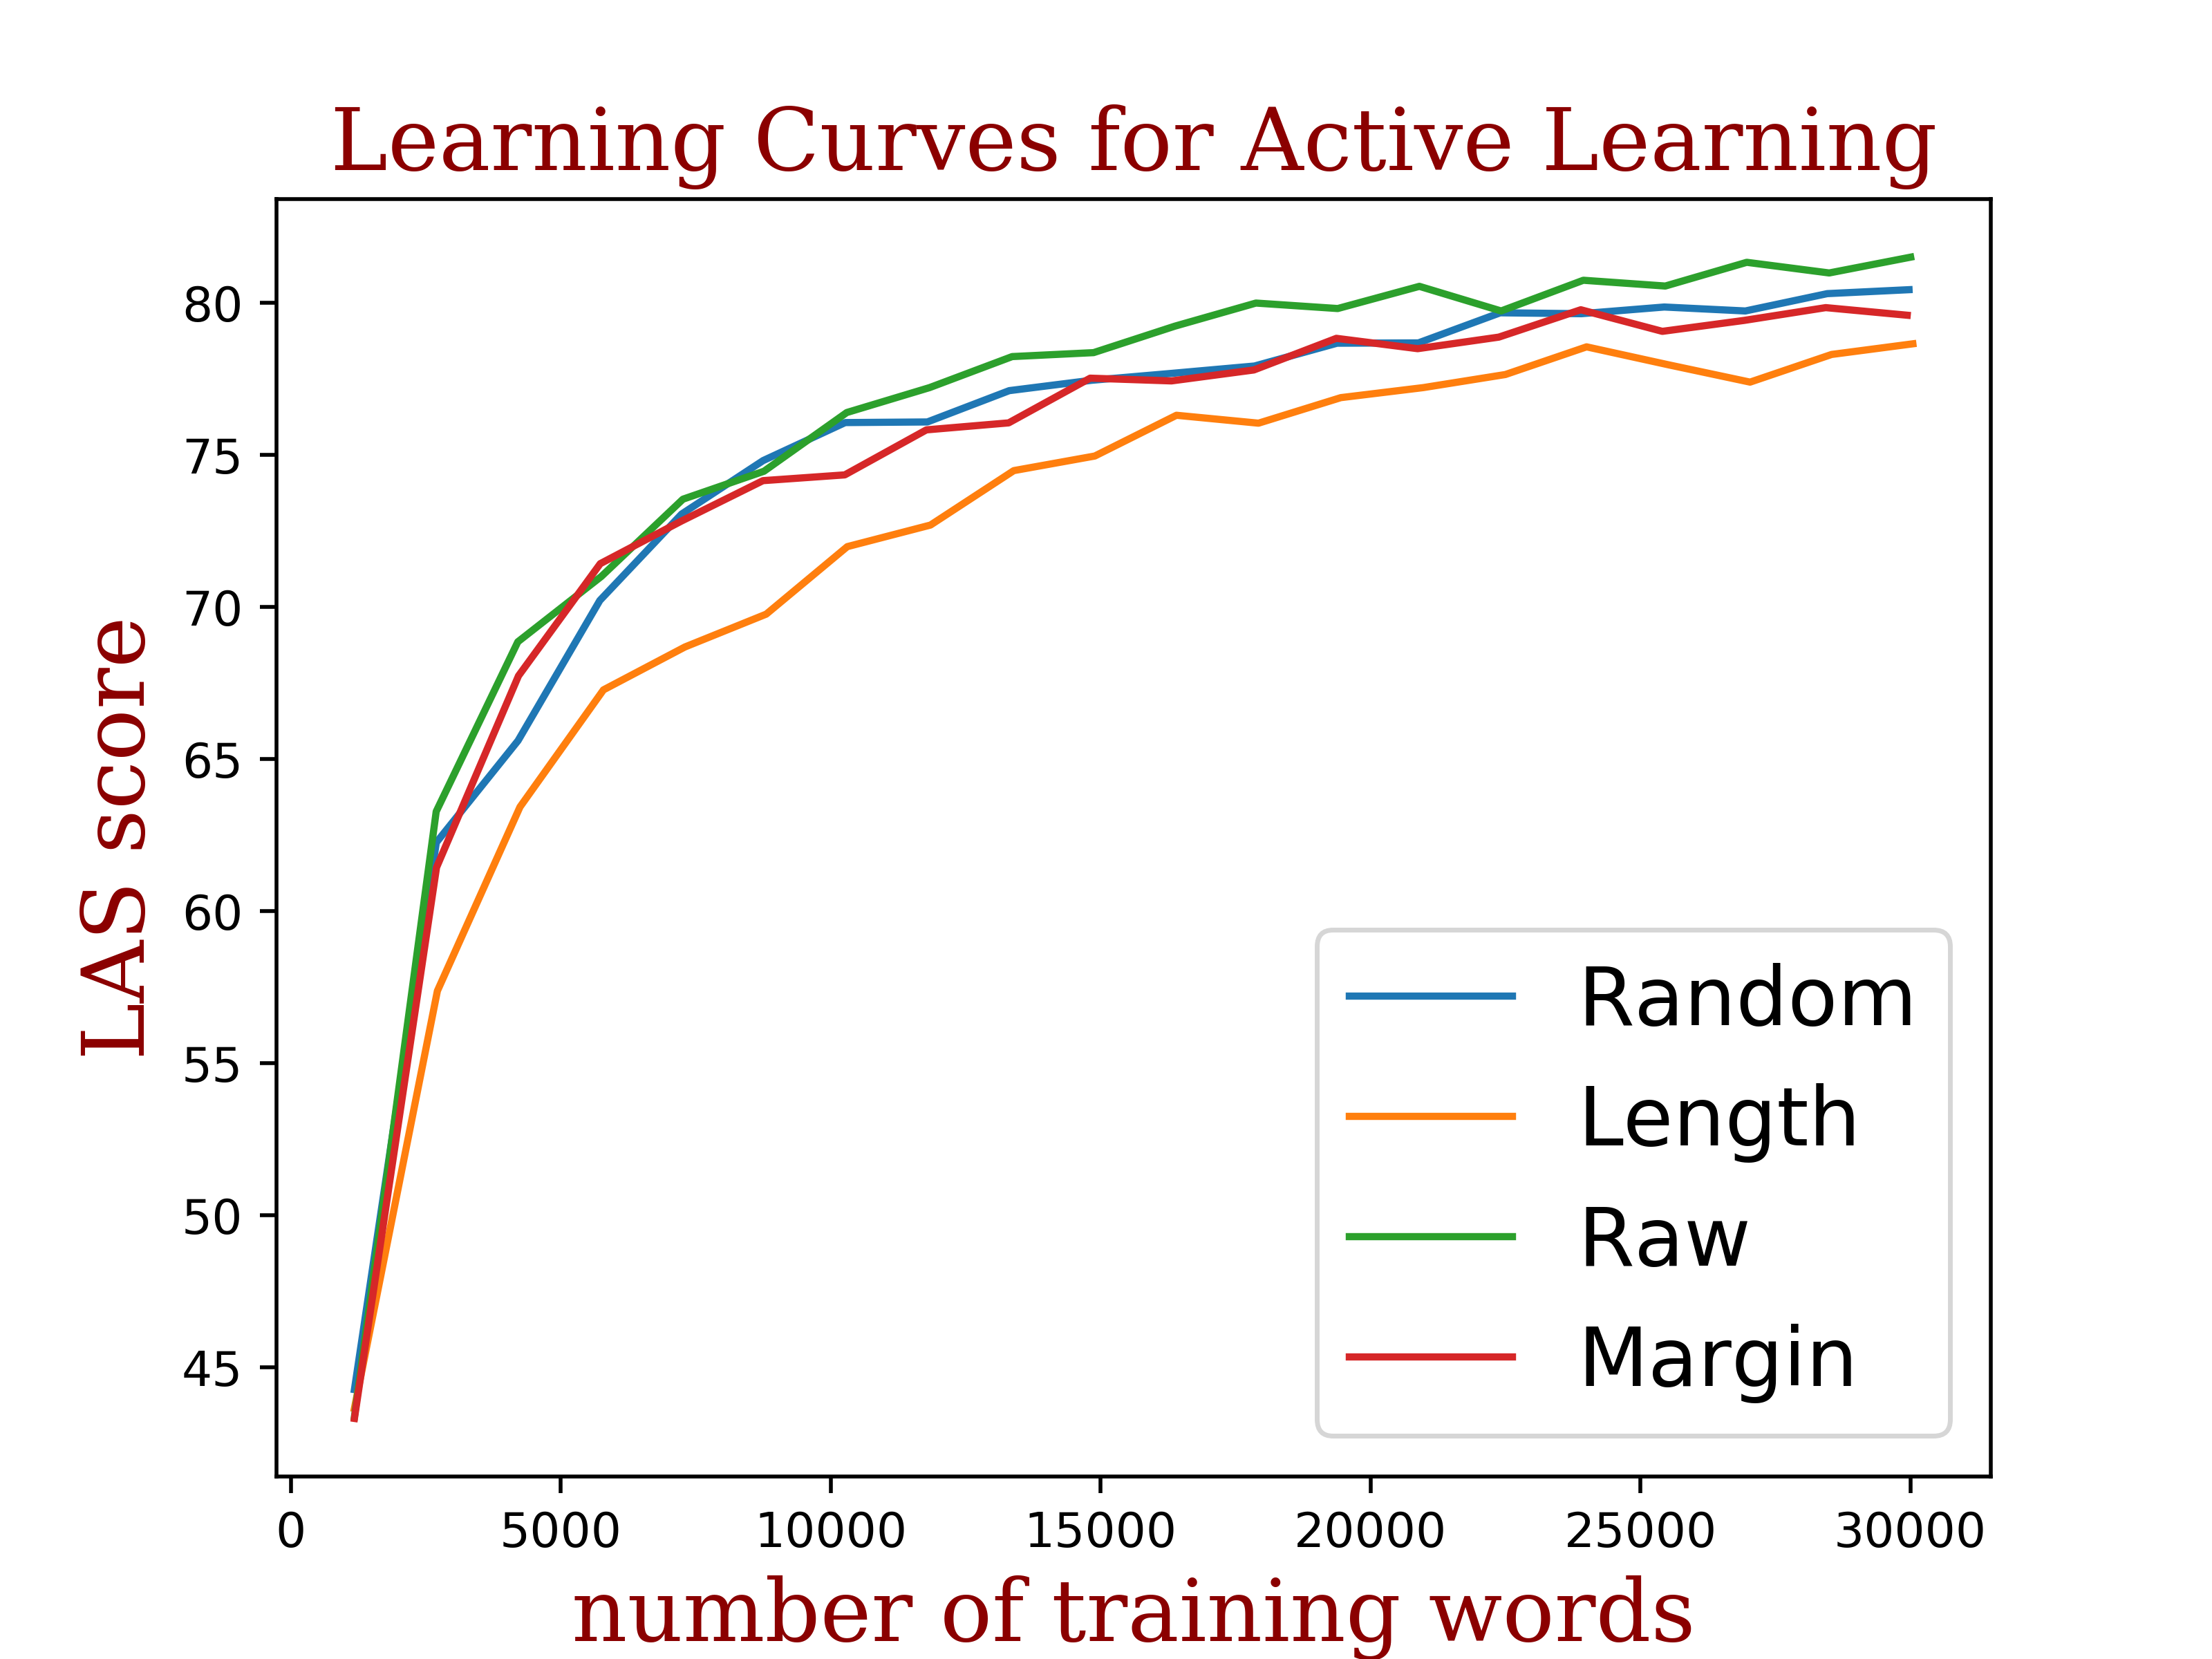 Learning Curves for Active Learning
LAS score
80
75
70
65
60
55
50
45
Random
Length
Raw
Margin
0 5000 10000 15000 20000 25000 30000
number of training words